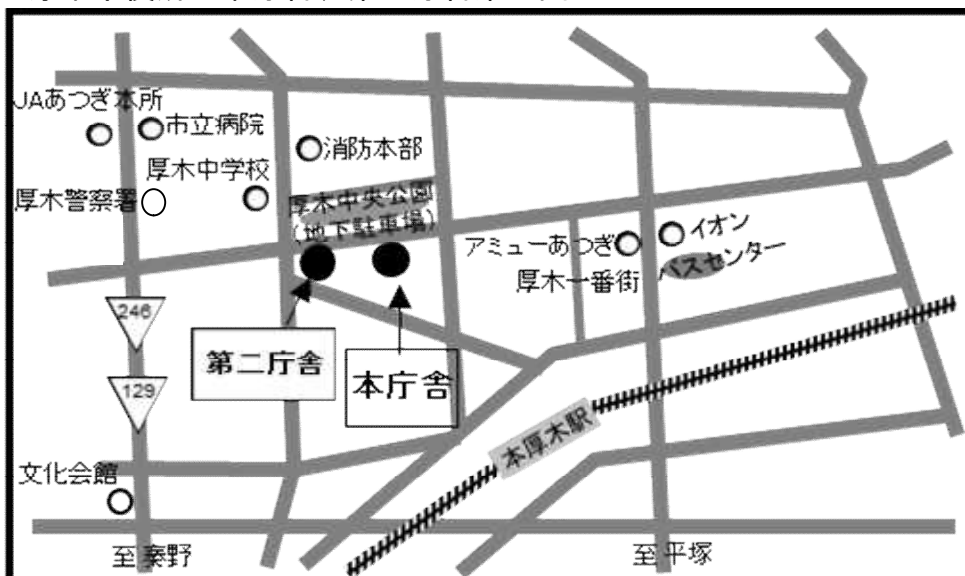 JAあつぎ本所
市立病院
消防本部
厚木中学校
厚木警察署
厚木中央公園
(地下駐車場)
アミューあつぎ
イオン
厚木一番街
バスセンター
246
第二庁舎
本庁舎
129
本厚木駅
文化会館
至 秦野
至 平塚